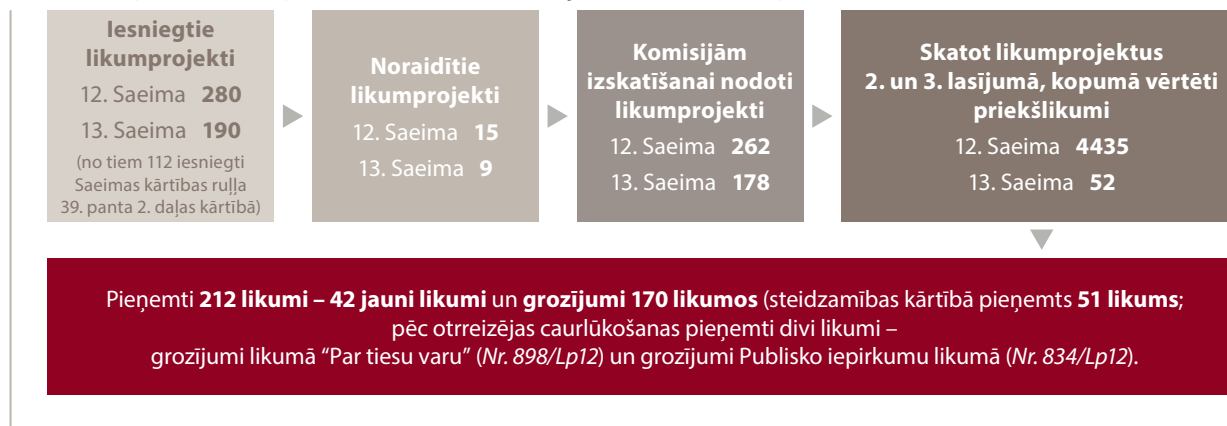 Iesniegtie
likumprojekti
12. Saeima 280
13. Saeima 190
(no tiem 112 iesniegti
Saeimas kārtības ruļļa
39. panta 2. daļas kārtībā)
Noraidītie
likumprojekti
12. Saeima 15
13. Saeima 9
Komisijām
izskatīšanai nodoti
likumprojekti
12. Saeima 262
13. Saeima 178
Skatot likumprojektus
2. un 3. lasījumā, kopumā vērtēti
priekšlikumi
12. Saeima 4435
13. Saeima 52
Pieņemti 212 likumi – 42 jauni likumi un grozījumi 170 likumos (steidzamības kārtībā pieņemts 51 likums;
pēc otrreizējas caurlūkošanas pieņemti divi likumi –
grozījumi likumā “Par tiesu varu” (Nr. 898/Lp12) un grozījumi Publisko iepirkumu likumā (Nr. 834/Lp12).